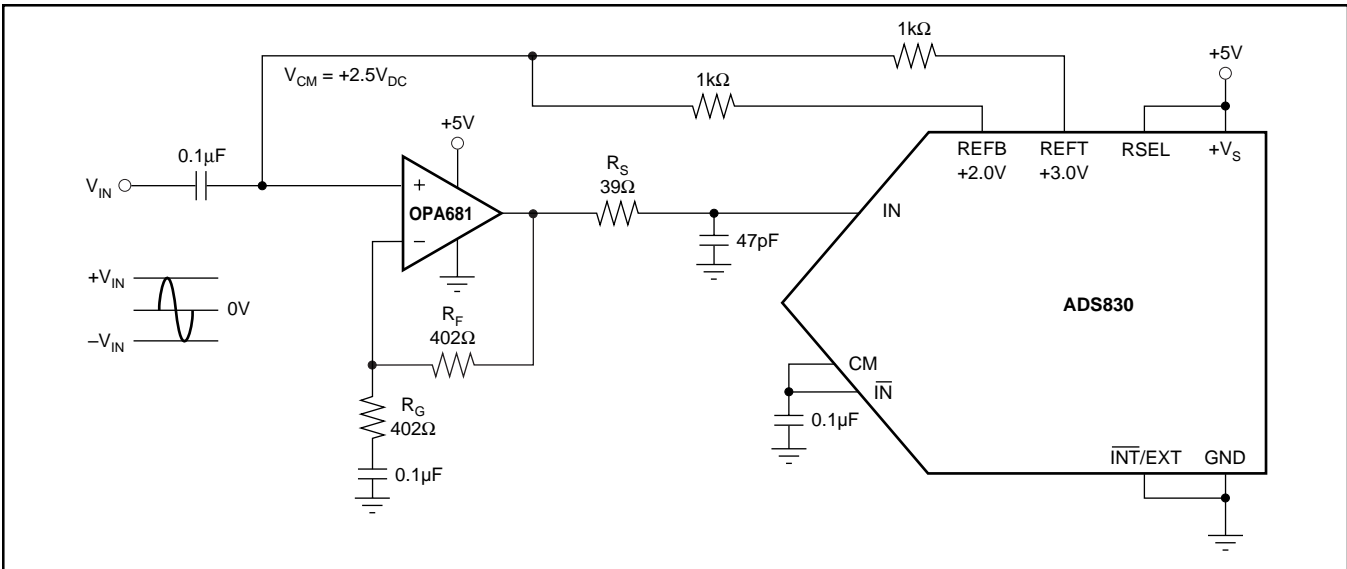 1kΩ
+5V
V_CM = +2.5V_DC
1kΩ
+5V
REFB
+2.0V
REFT
+3.0V
RSEL
+V_S
0.1μF
V_IN
+
OPA681
−
R_S
39Ω
IN
47pF
+V_IN
0V
–V_IN
ADS830
R_F
402Ω
CM
I̅N̅
R_G
402Ω
0.1µF
0.1µF
I̅N̅T̅/EXT
GND